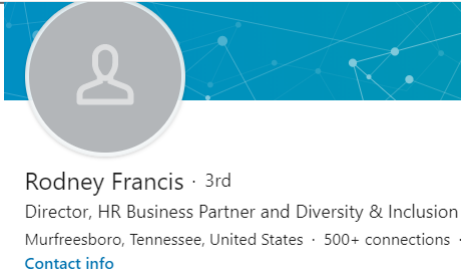 Rodney Francis · 3rd
Director, HR Business Partner and Diversity & Inclusion
Murfreesboro, Tennessee, United States · 500+ connections ·
Contact info